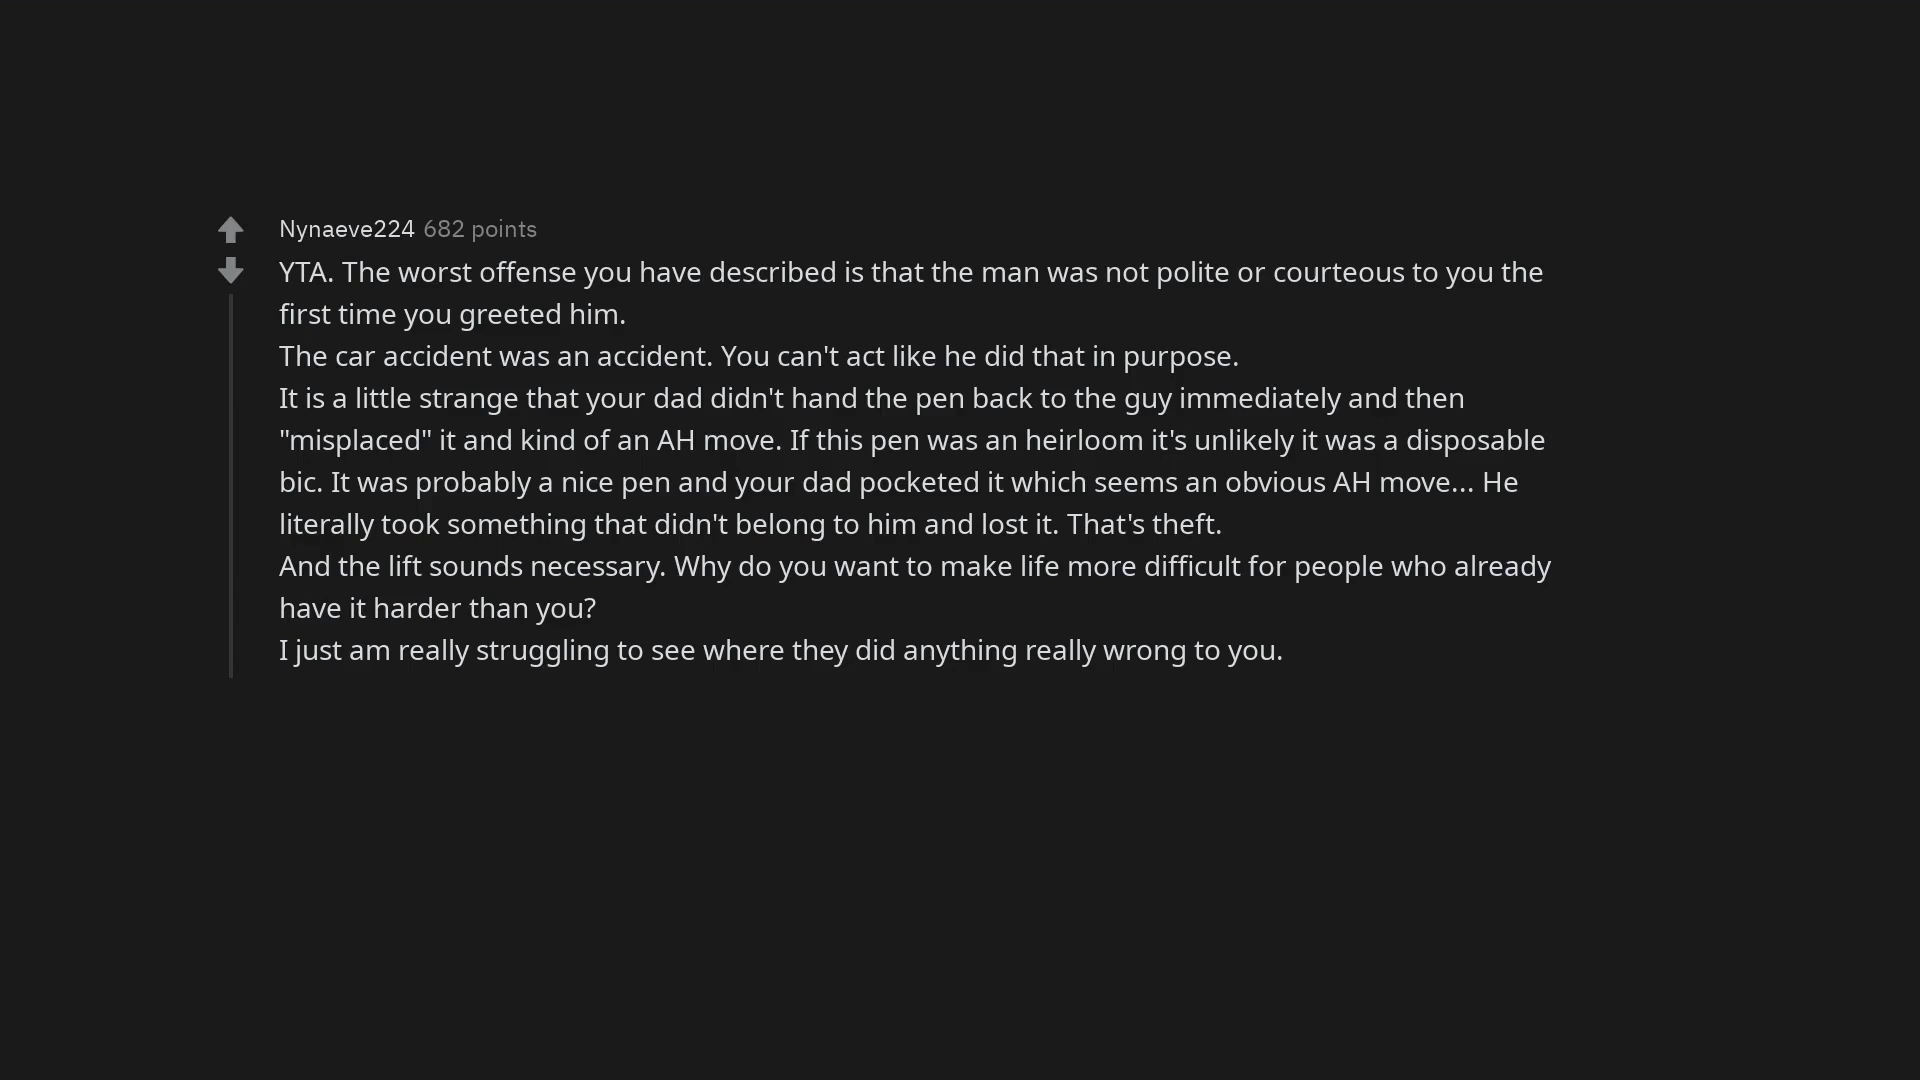 Nynaeve224 682 points
YTA. The worst offense you have described is that the man was not polite or courteous to you the
first time you greeted him.
The car accident was an accident. You can't act like he did that in purpose.
It is a little strange that your dad didn't hand the pen back to the guy immediately and then
"misplaced" it and kind of an AH move. If this pen was an heirloom it's unlikely it was a disposable
bic. It was probably a nice pen and your dad pocketed it which seems an obvious AH move... He
literally took something that didn't belong to him and lost it. That's theft.
And the lift sounds necessary. Why do you want to make life more difficult for people who already
have it harder than you?
I just am really struggling to see where they did anything really wrong to you.